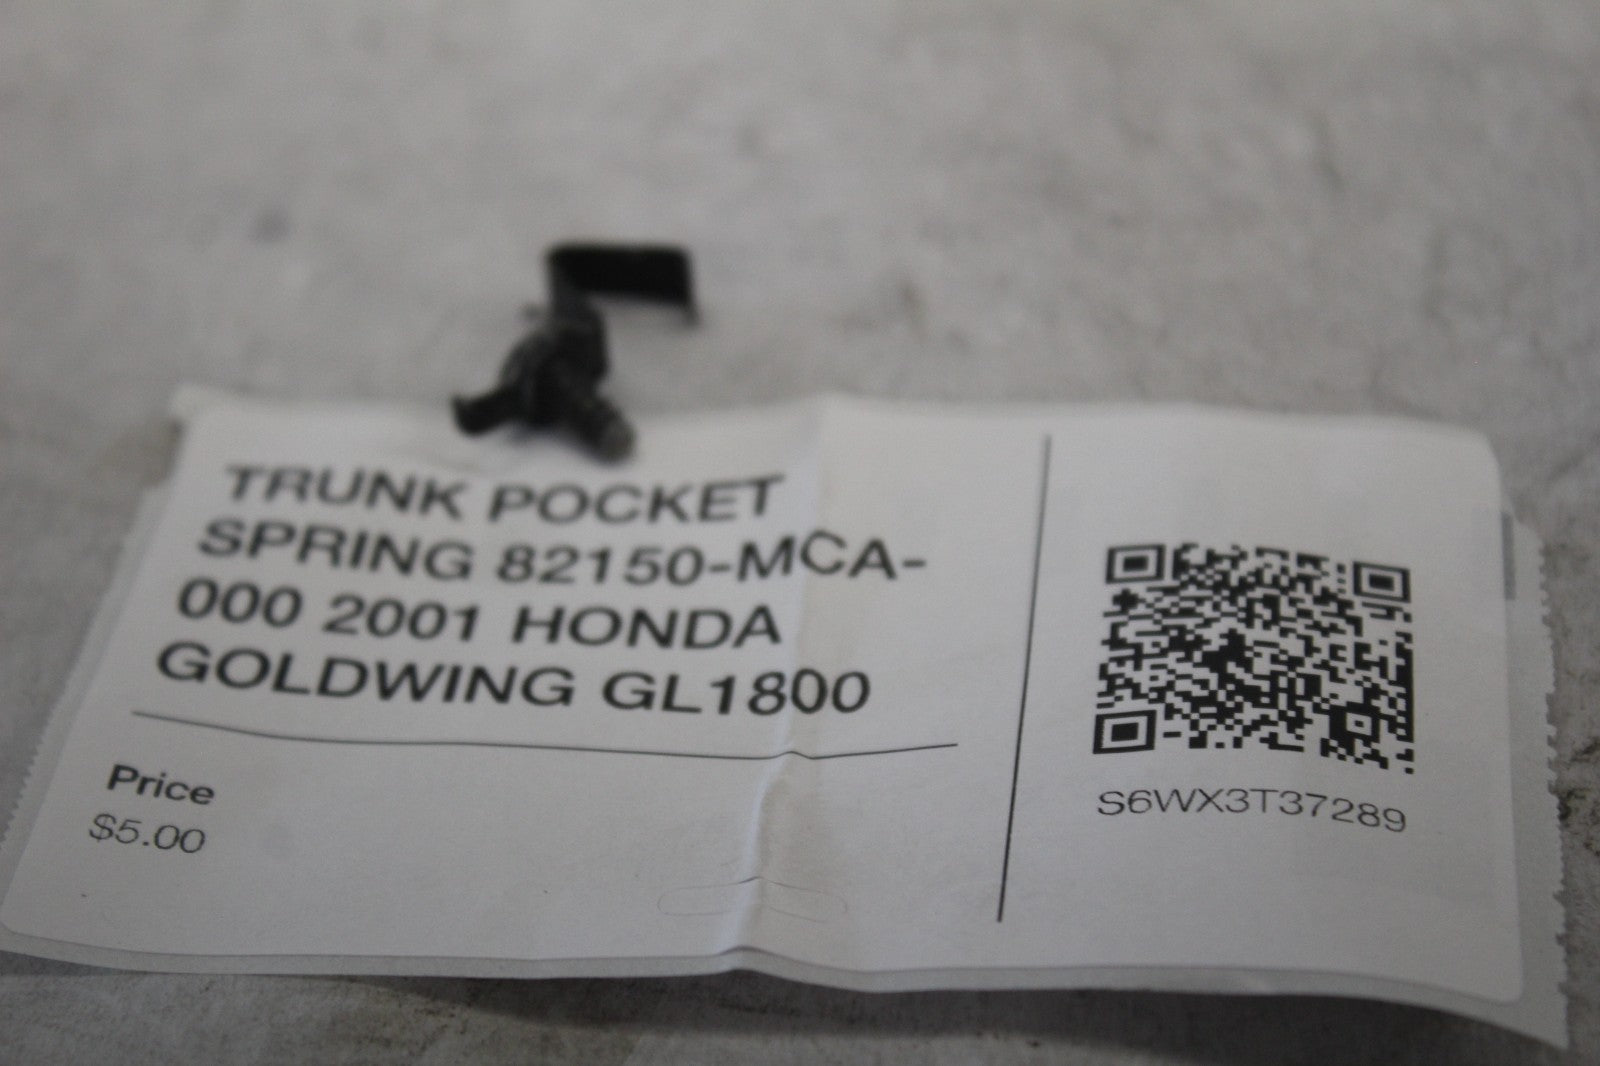 TRUNK POCKET
SPRING 82150-MCA-
000 2001 HONDA
GOLDWING GL1800
Price
$5.00
S6WX3T37289